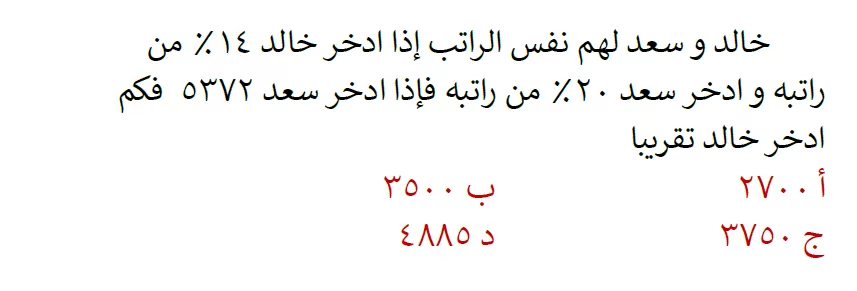 خالد و سعد لهم نفس الراتب إذا ادخر خالد ١٤٪ من
راتبه و ادخر سعد ٢٠٪ من راتبه فإذا ادخر سعد ٥٣٧٢ فكم
ادخر خالد تقريبا
أ ٢٧٠٠ ب ٣٥٠٠
ج ٣٧٥٠ د ٤٨٨٥